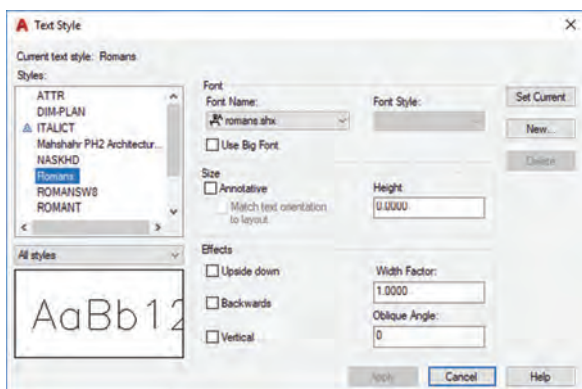 Text Style
Current text style: Romans
Styles:
ATTR
DIM-PLAN
ITALICT
Mahshahr PH2 Architectur...
NASKHD
Romans
ROMANSW8
ROMANT
All styles
AaBb12
Font
Font Name:
romans.shx
Use Big Font
Font Style:
Size
Annotative
Match text orientation
to layout
Height
0.0000
Effects
Upside down
Backwards
Vertical
Width Factor:
1.0000
Oblique Angle:
0
Set Current
New...
Delete
Apply
Cancel
Help